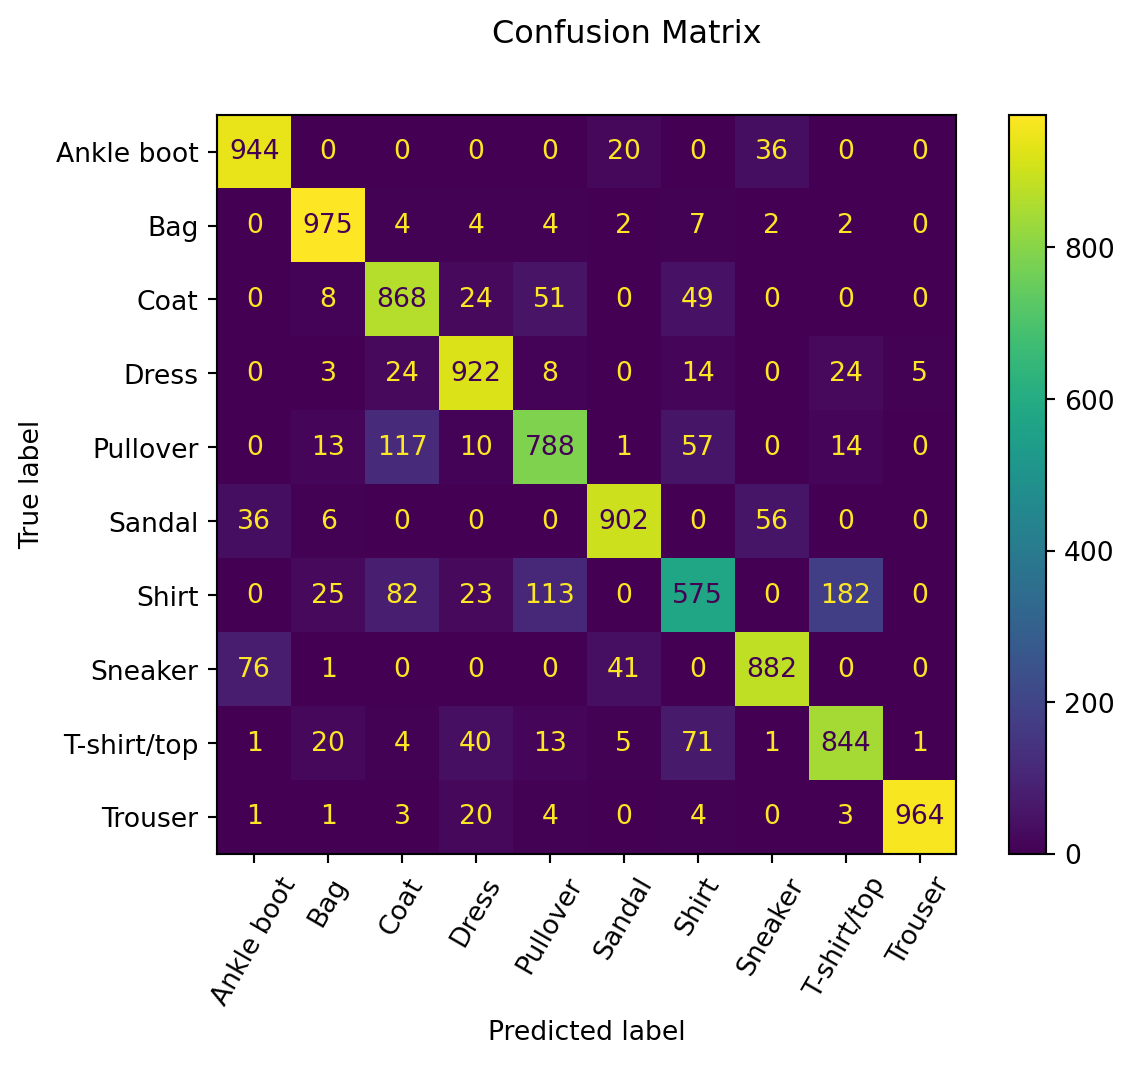 Confusion Matrix
Ankle boot 944 0 0 0 0 20 0 36 0 0
Bag 0 975 4 4 4 2 7 2 2 0
800
Coat 0 8 868 24 51 0 49 0 0 0
Dress 0 3 24 922 8 0 14 0 24 5
600
Pullover 0 13 117 10 788 1 57 0 14 0
True label
Sandal 36 6 0 0 0 902 0 56 0 0
400
Shirt 0 25 82 23 113 0 575 0 182 0
Sneaker 76 1 0 0 0 41 0 882 0 0
200
T-shirt/top 1 20 4 40 13 5 71 1 844 1
Trouser 1 1 3 20 4 0 4 0 3 964
0
Ankle boot
Bag
Coat
Dress
Pullover
Sandal
Shirt
Sneaker
T-shirt/top
Trouser
Predicted label